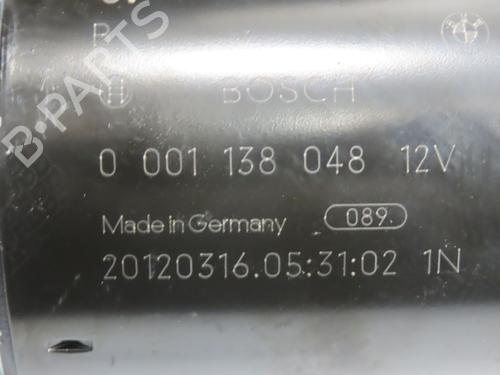 R
BOSCH
0 001 138 048 12V
Made in Germany 089.
20120316.05:31:02 1N
B-PARTS